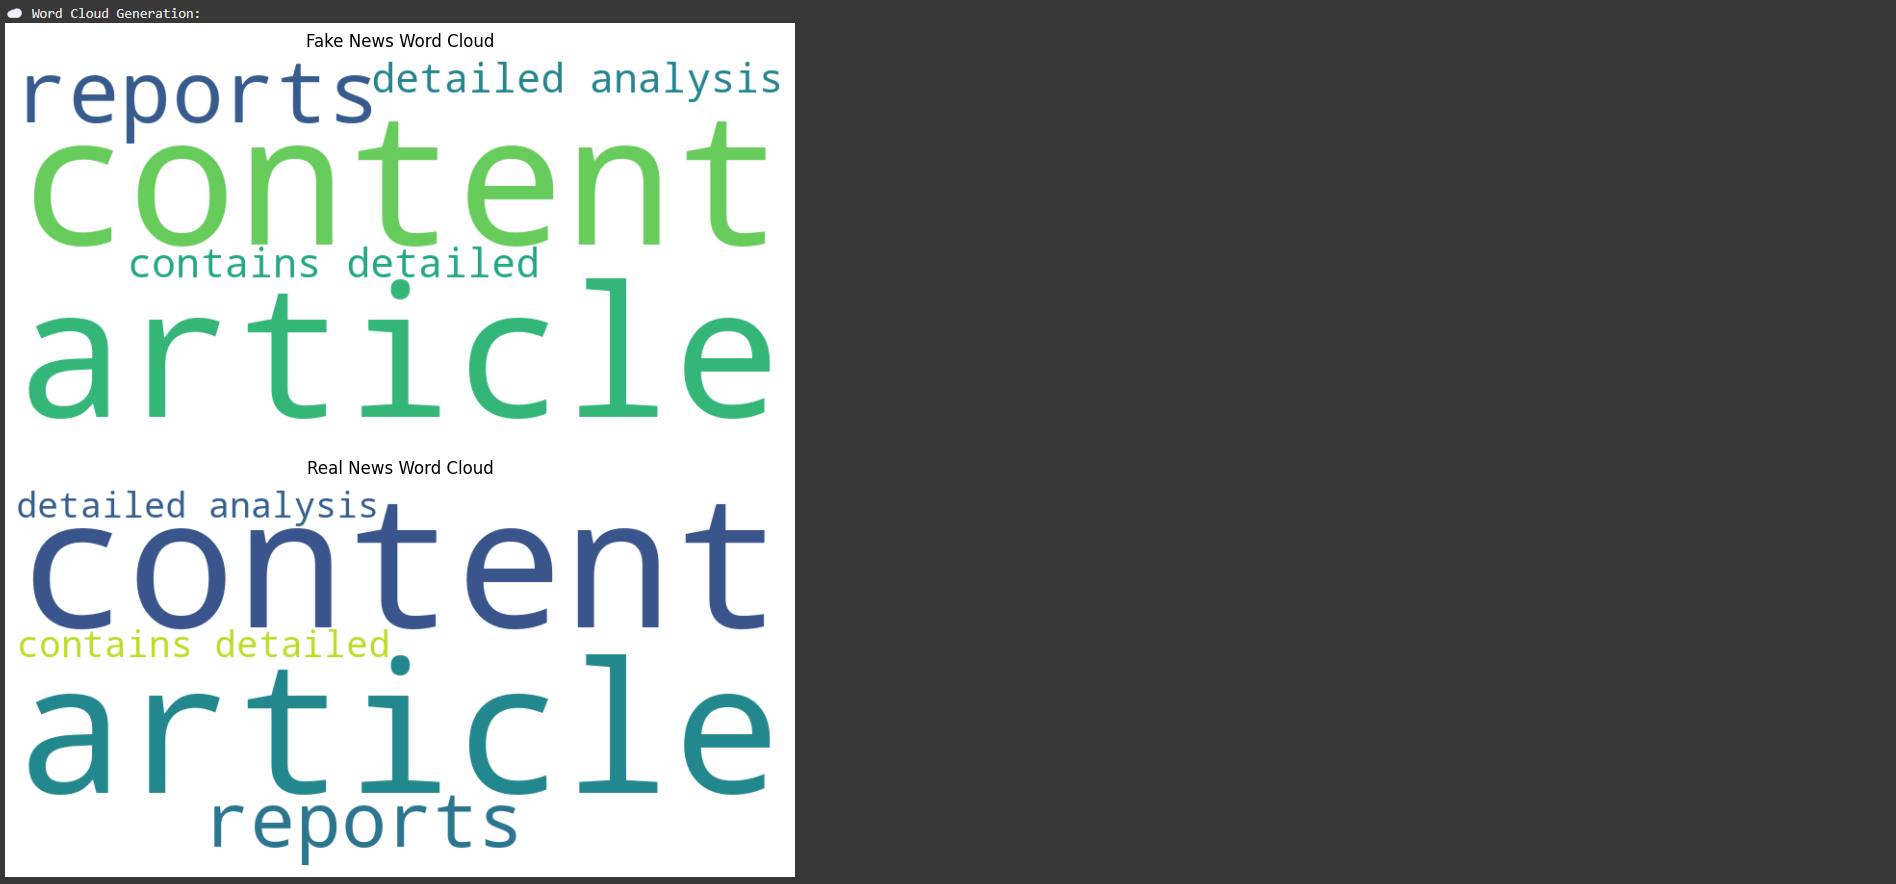 Word Cloud Generation:
Fake News Word Cloud
reports
detailed analysis
content
contains detailed
article
Real News Word Cloud
detailed analysis
content
contains detailed
article
reports